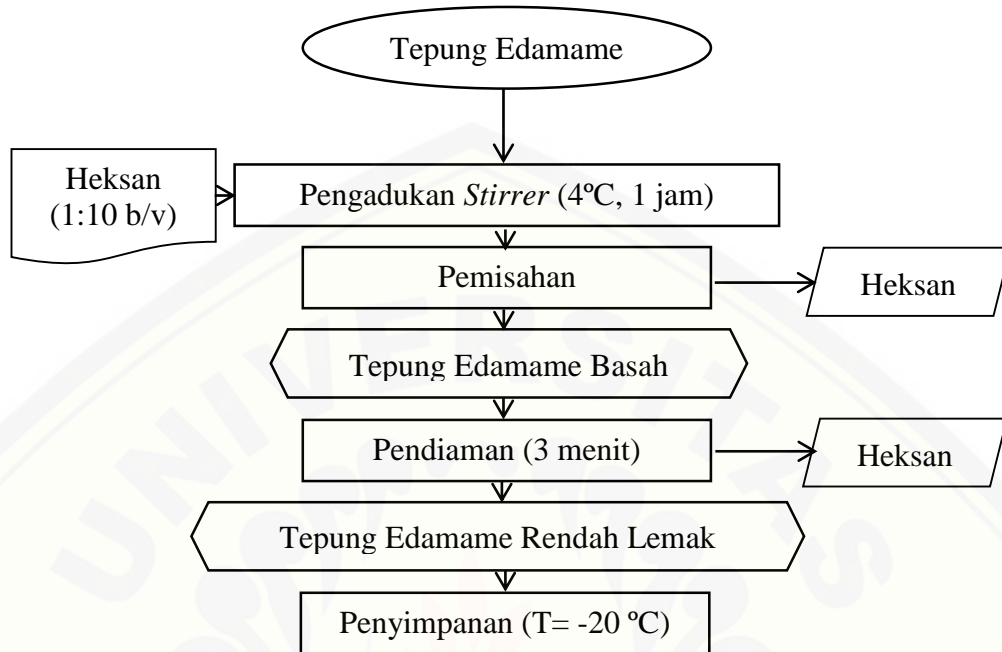 Tepung Edamame
Heksan
(1:10 b/v)
Pengadukan Stirrer (4ºC, 1 jam)
Pemisahan
Heksan
Tepung Edamame Basah
Pendiaman (3 menit)
Heksan
Tepung Edamame Rendah Lemak
Penyimpanan (T= -20 ºC)
UNIVERSITAS